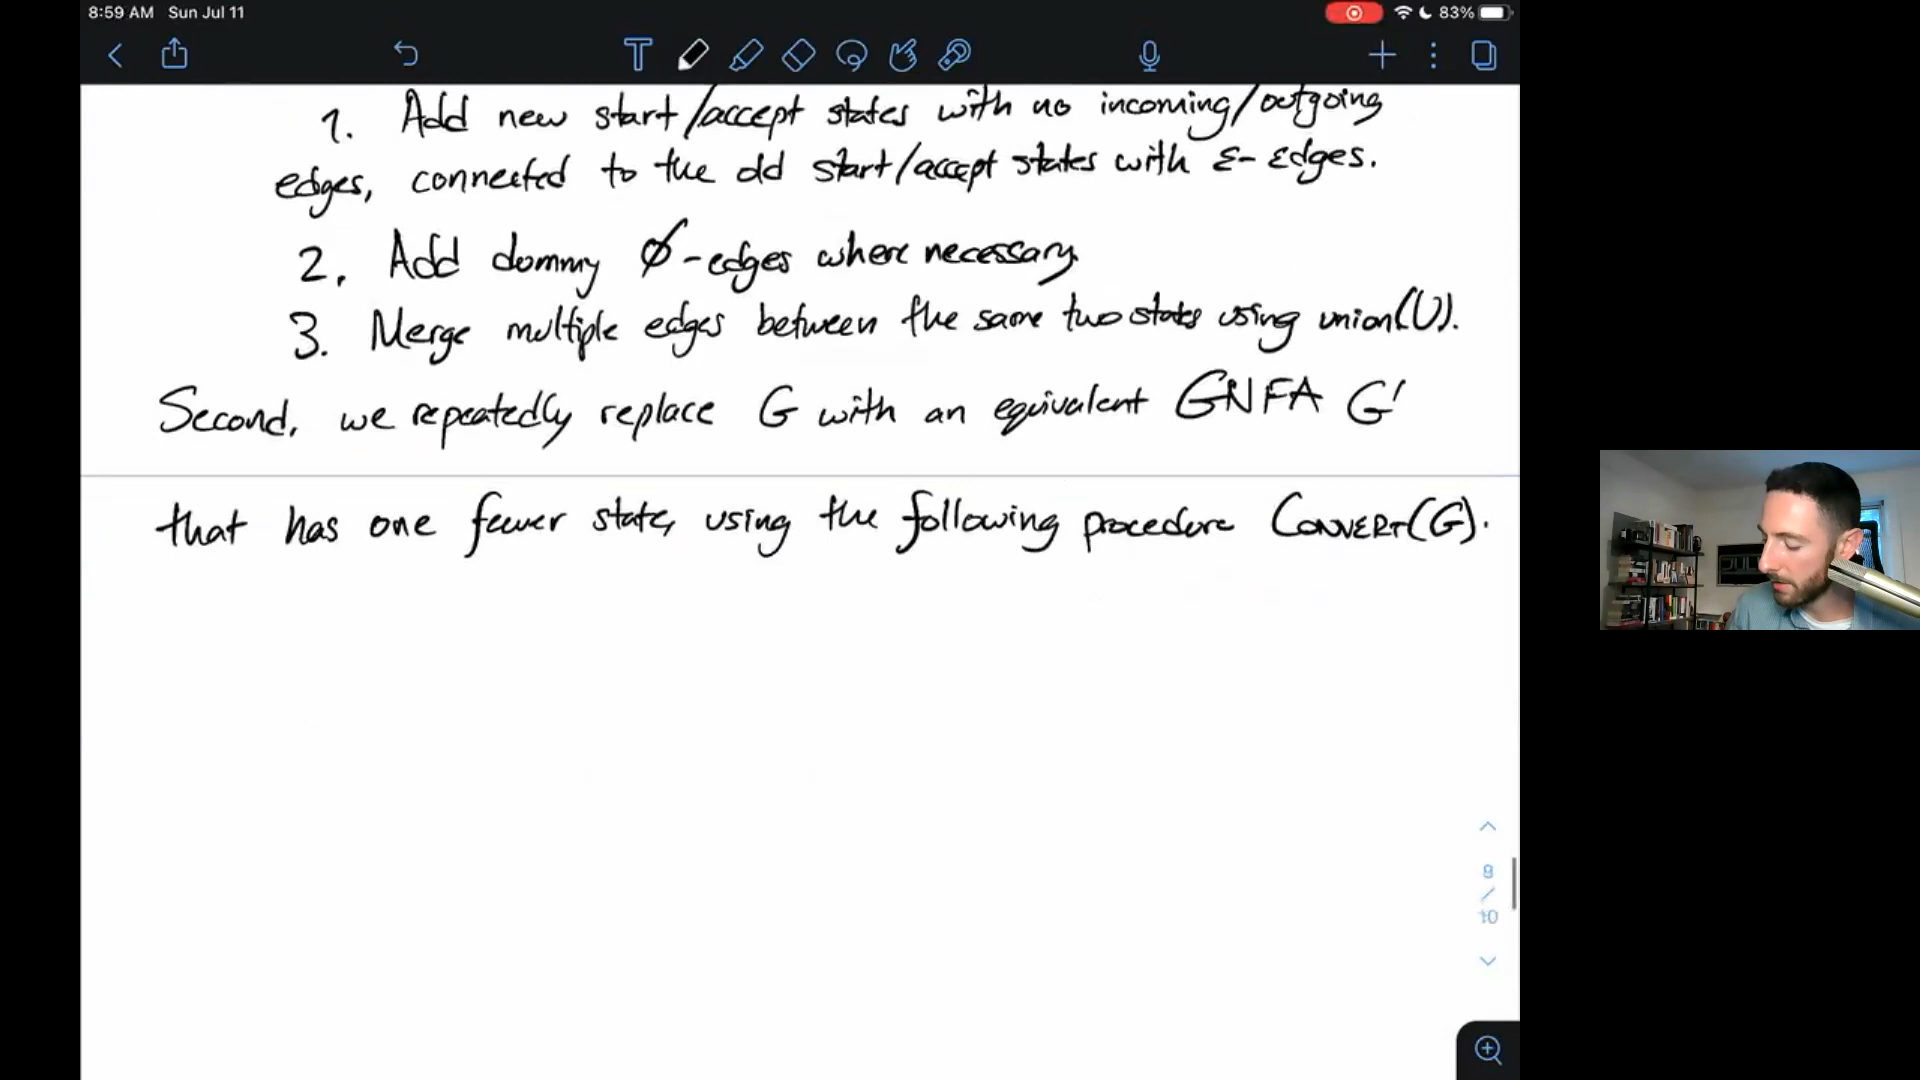 8:59 AM Sun Jul 11
83%
1. Add new start/accept states with no incoming/outgoing
edges, connected to the old start/accept states with ε-edges.
2. Add dummy ∅-edges where necessary.
3. Merge multiple edges between the same two states using union(U).
Second, we repeatedly replace G with an equivalent GNFA G'
that has one fewer state, using the following procedure CONVERT(G).
9
/
10